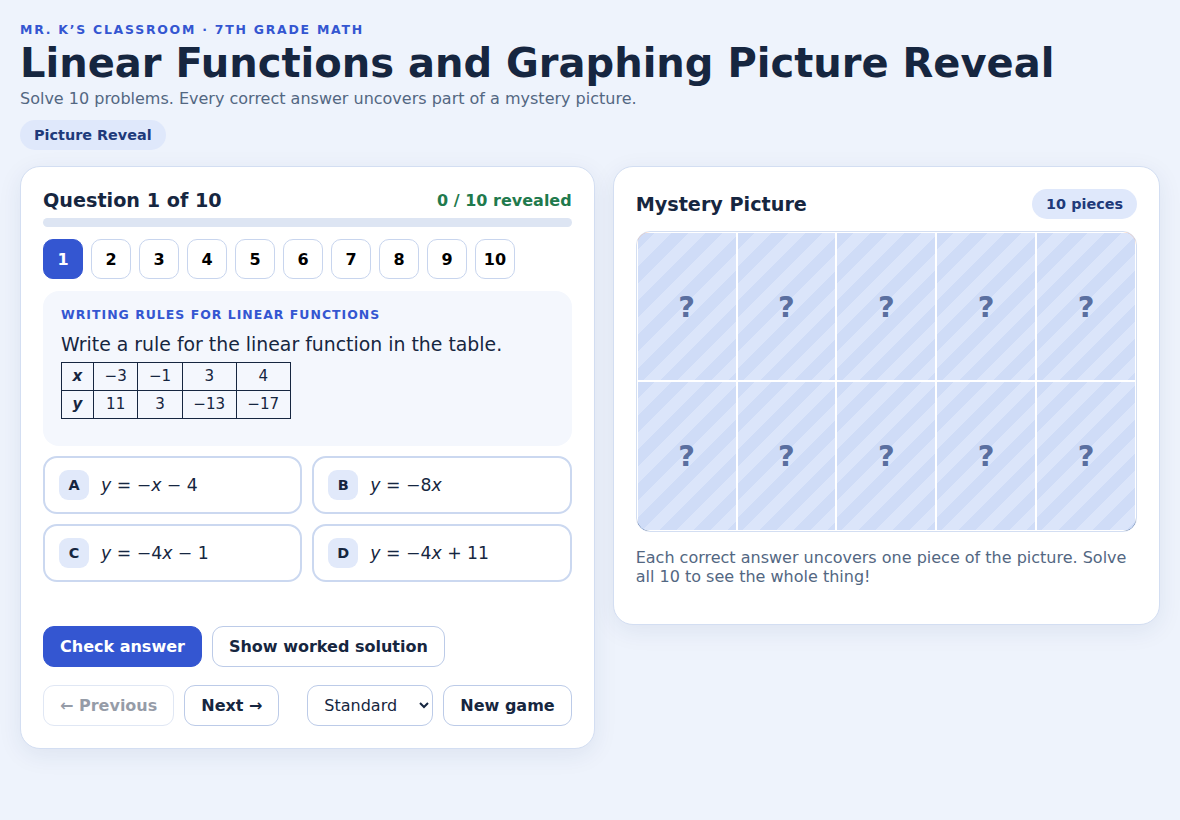 MR. K’S CLASSROOM · 7TH GRADE MATH
Linear Functions and Graphing Picture Reveal
Solve 10 problems. Every correct answer uncovers part of a mystery picture.
Picture Reveal
Question 1 of 10
0 / 10 revealed
1 2 3 4 5 6 7 8 9 10
WRITING RULES FOR LINEAR FUNCTIONS
Write a rule for the linear function in the table.
x −3 −1 3 4
y 11 3 −13 −17
A y = −x − 4
B y = −8x
C y = −4x − 1
D y = −4x + 11
Check answer
Show worked solution
← Previous
Next →
Standard
New game
Mystery Picture
10 pieces
? ? ? ? ?
? ? ? ? ?
Each correct answer uncovers one piece of the picture. Solve
all 10 to see the whole thing!